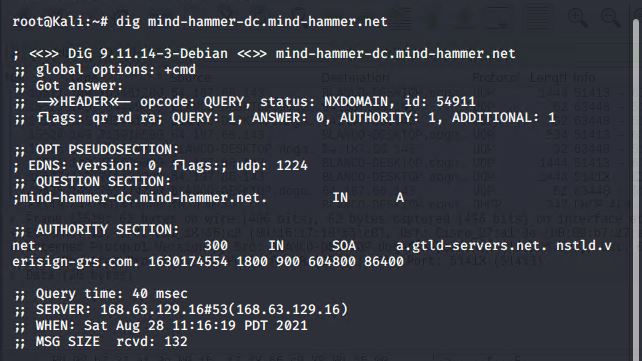 root@Kali:~# dig mind-hammer-dc.mind-hammer.net
; <<>> DiG 9.11.14-3-Debian <<>> mind-hammer-dc.mind-hammer.net
;; global options: +cmd
;; Got answer:
;; ->>HEADER<<- opcode: QUERY, status: NXDOMAIN, id: 54911
;; flags: qr rd ra; QUERY: 1, ANSWER: 0, AUTHORITY: 1, ADDITIONAL: 1
;; OPT PSEUDOSECTION:
; EDNS: version: 0, flags:; udp: 1224
;; QUESTION SECTION:
;mind-hammer-dc.mind-hammer.net. IN A
;; AUTHORITY SECTION:
net. 300 IN SOA a.gtld-servers.net. nstld.v
erisign-grs.com. 1630174554 1800 900 604800 86400
;; Query time: 40 msec
;; SERVER: 168.63.129.16#53(168.63.129.16)
;; WHEN: Sat Aug 28 11:16:19 PDT 2021
;; MSG SIZE rcvd: 132